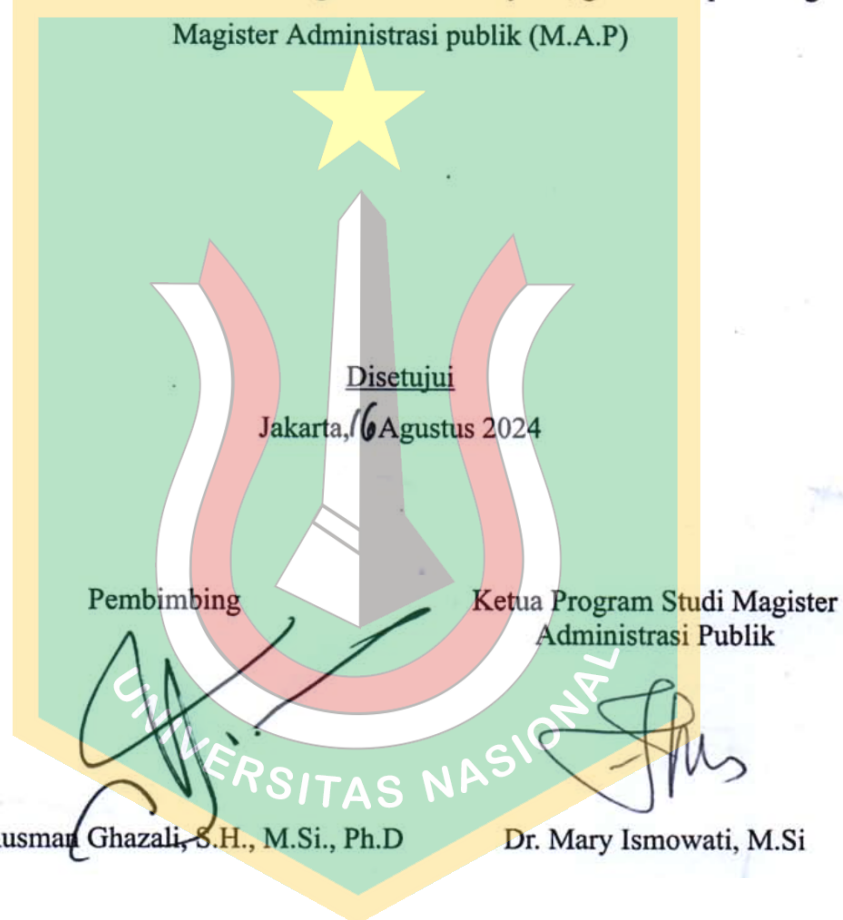 Magister Administrasi publik (M.A.P)
Disetujui
Jakarta, 16 Agustus 2024
Pembimbing
Ketua Program Studi Magister
Administrasi Publik
UNIVERSITAS NASIONAL
Ghazali, S.H., M.Si., Ph.D
Dr. Mary Ismowati, M.Si